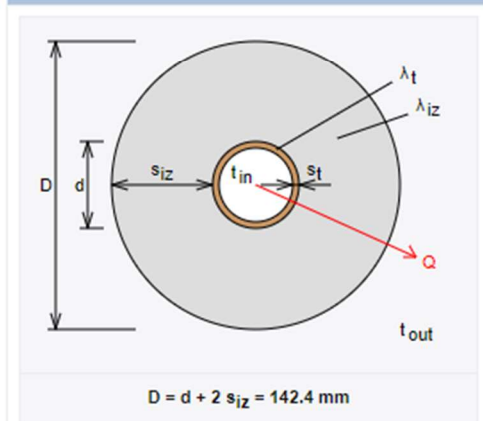 λt
λiz
siz
tin
st
D
d
Q
tout
D = d + 2 siz = 142.4 mm